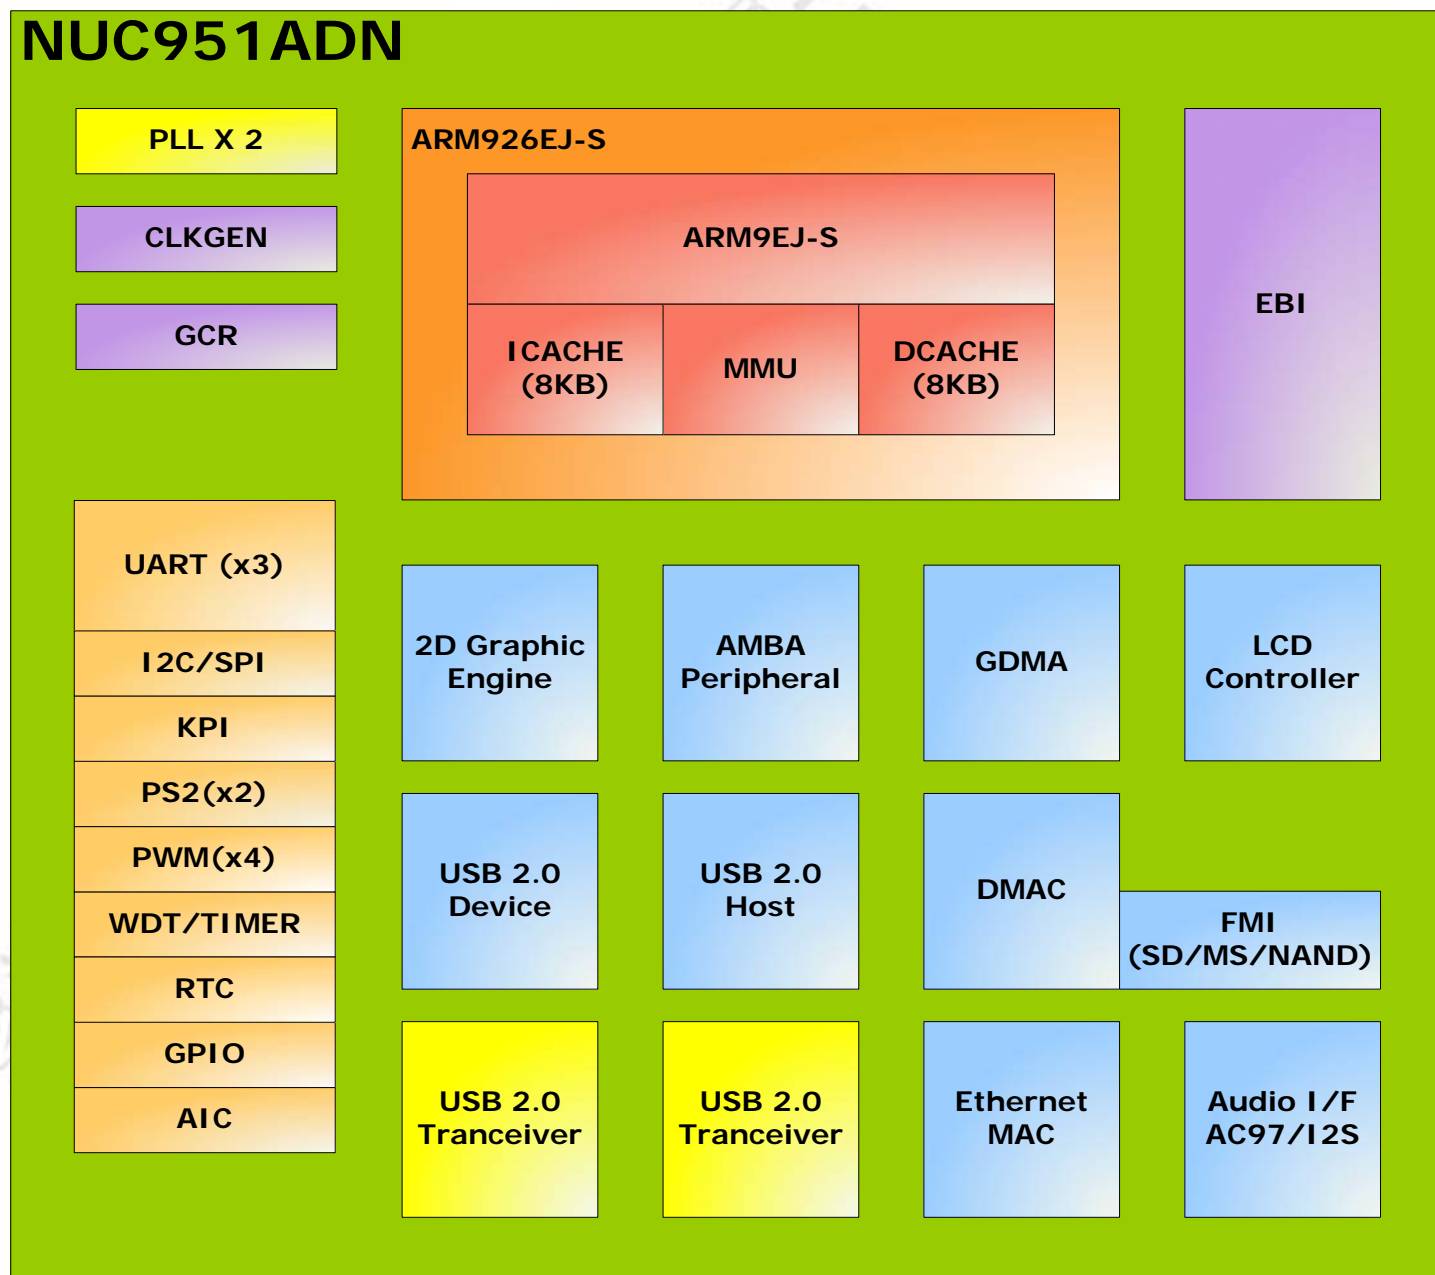 NUC951ADN
PLL X 2
CLKGEN
GCR
ARM926EJ-S
ARM9EJ-S
ICACHE
(8KB)
MMU
DCACHE
(8KB)
EBI
UART (x3)
I2C/SPI
KPI
PS2(x2)
PWM(x4)
WDT/TIMER
RTC
GPIO
AIC
2D Graphic
Engine
AMBA
Peripheral
GDMA
LCD
Controller
USB 2.0
Device
USB 2.0
Host
DMAC
FMI
(SD/MS/NAND)
USB 2.0
Tranceiver
USB 2.0
Tranceiver
Ethernet
MAC
Audio I/F
AC97/I2S